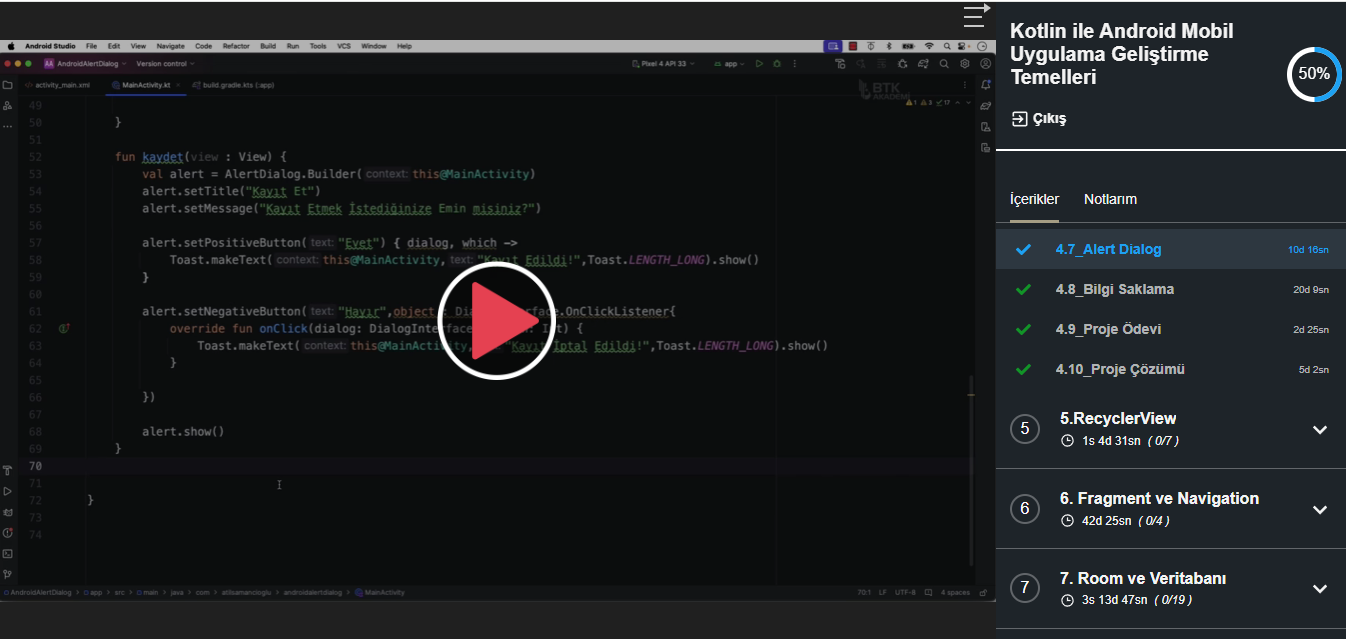 Android Studio File Edit View Navigate Code Refactor Build Run Tools VCS Window Help
AA AndroidAlertDialog Version control Pixel 4 API 33 app
activity_main.xml MainActivity.kt build.gradle.kts (:app)
BTK
AKADEMİ
49
50 }
51
52 fun kaydet(view : View) {
53 val alert = AlertDialog.Builder( context: this@MainActivity)
54 alert.setTitle("Kayıt Et")
55 alert.setMessage("Kayıt Etmek İstediğinize Emin misiniz?")
56
57 alert.setPositiveButton( text: "Evet") { dialog, which ->
58 Toast.makeText( context: this@MainActivity, text: "Kayıt Edildi!",Toast.LENGTH_LONG).show()
59 }
60
61 alert.setNegativeButton( text: "Hayır",object : .OnClickListener{
62 override fun onClick(dialog: ) {
63 Toast.makeText( context: this@MainActivity, "Kayıt İptal Edildi!",Toast.LENGTH_LONG).show()
64 }
65
66 })
67
68 alert.show()
69 }
70
71
72 }
73
74
AndroidAlertDialog > app > src > main > java > com > atilsamancioglu > androidalertdialog > MainActivity
70:1 LF UTF-8 4 spaces
Kotlin ile Android Mobil
Uygulama Geliştirme
Temelleri
50%
Çıkış
İçerikler Notlarım
4.7_Alert Dialog 10d 16sn
4.8_Bilgi Saklama 20d 9sn
4.9_Proje Ödevi 2d 25sn
4.10_Proje Çözümü 5d 2sn
5 5.RecyclerView
1s 4d 31sn ( 0/7 )
6 6. Fragment ve Navigation
42d 25sn ( 0/4 )
7 7. Room ve Veritabanı
3s 13d 47sn ( 0/19 )